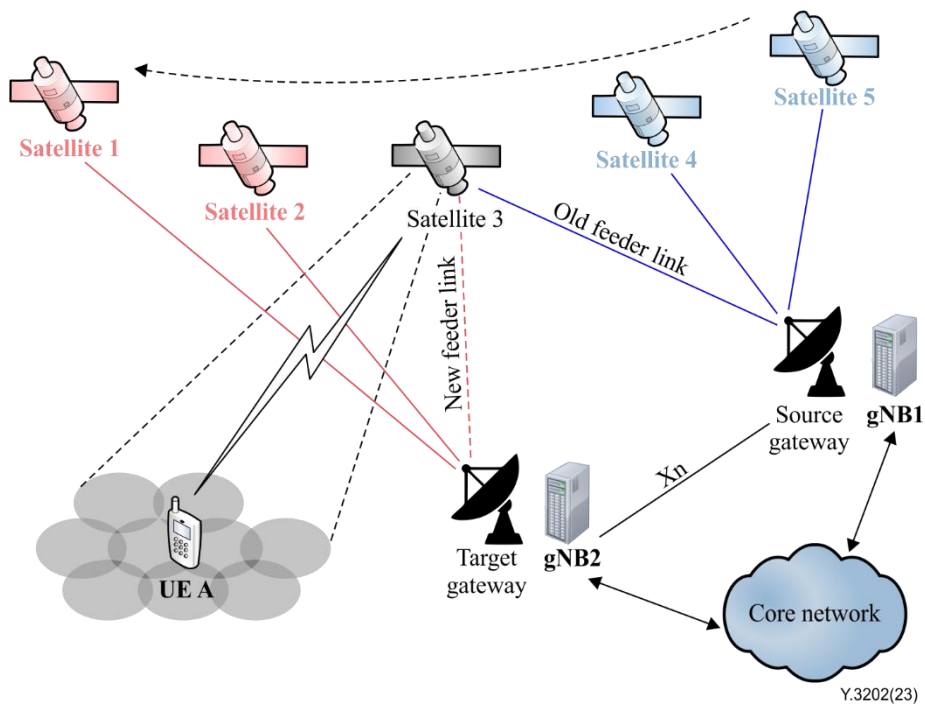 Satellite 5
Satellite 1
Satellite 4
Satellite 2
Satellite 3
Old feeder link
New feeder link
Source
gateway
gNB1
Xn
Target
gateway
gNB2
UE A
Core network
Y.3202(23)